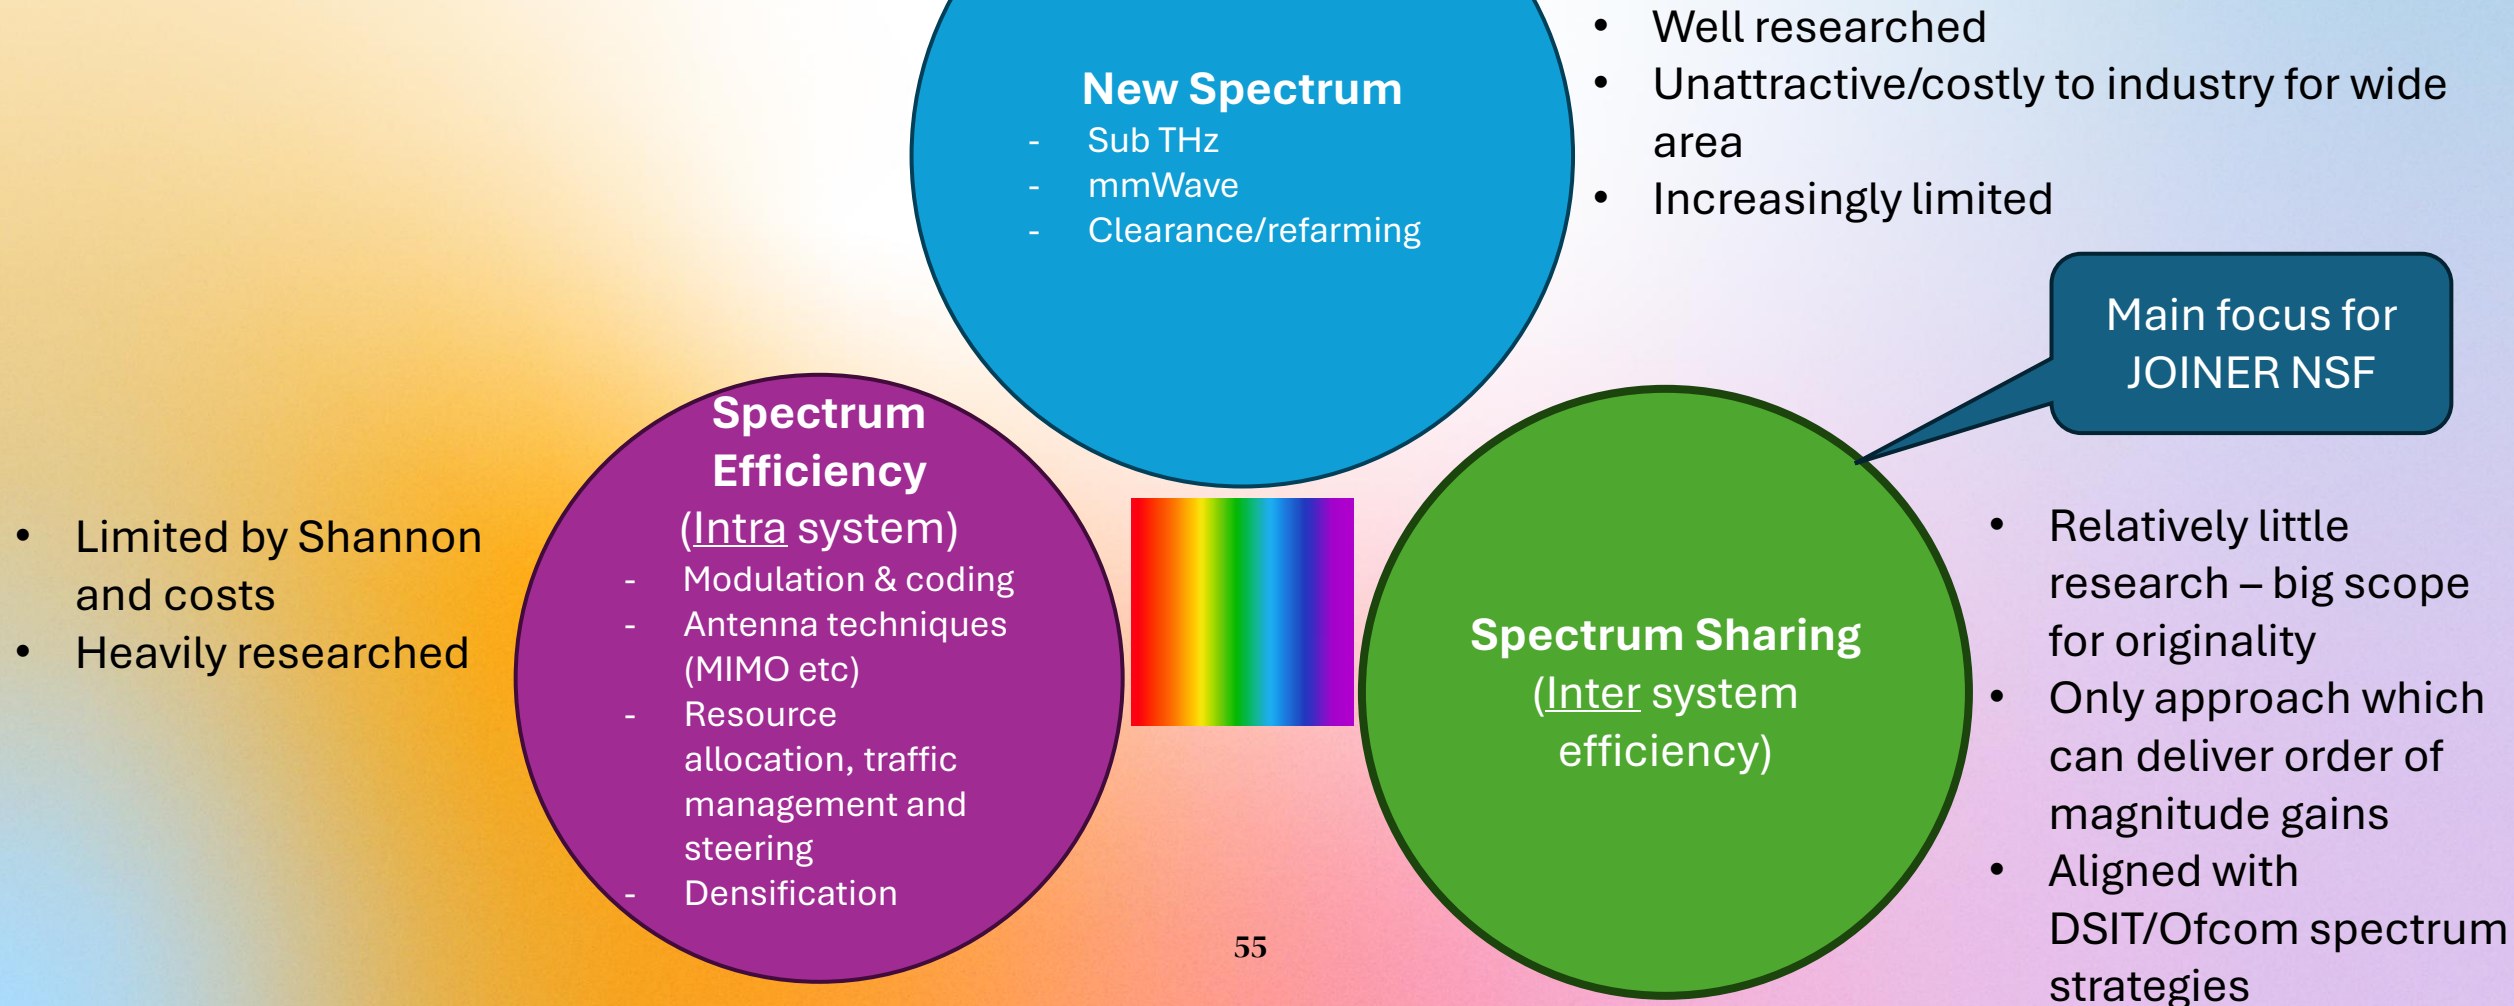 • Well researched
• Unattractive/costly to industry for wide
area
• Increasingly limited
New Spectrum
- Sub THz
- mmWave
- Clearance/refarming
Main focus for
JOINER NSF
Spectrum
Efficiency
(Intra system)
- Modulation & coding
- Antenna techniques
(MIMO etc)
- Resource
allocation, traffic
management and
steering
- Densification
• Limited by Shannon
and costs
• Heavily researched
Spectrum Sharing
(Inter system
efficiency)
• Relatively little
research – big scope
for originality
• Only approach which
can deliver order of
magnitude gains
• Aligned with
DSIT/Ofcom spectrum
strategies
55